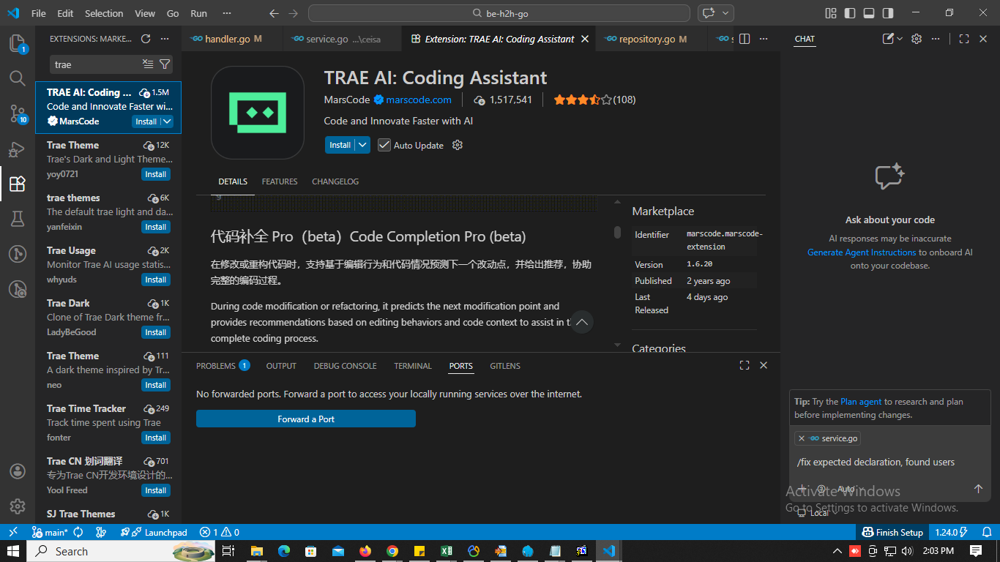 File Edit Selection View Go Run ··· be-h2h-go
EXTENSIONS: MARKE...
trae
TRAE AI: Coding ... 1.5M
Code and Innovate Faster wi...
MarsCode Install
Trae Theme 12K
Trae's Dark and Light Theme...
yoy0721 Install
trae themes 6K
The default trae light and da...
yanfeixin Install
Trae Usage 2K
Monitor Trae AI usage statis...
whyuds Install
Trae Dark 1K
Clone of Trae Dark theme fr...
LadyBeGood Install
Trae Theme 111
A dark theme inspired by Tr...
neo Install
Trae Time Tracker 249
Track time spent using Trae
fonter Install
Trae CN 划词翻译 701
专为Trae CN开发环境设计的...
Yool Freed Install
SJ Trae Themes 1K
1
10
GO handler.go M GO service.go ...\ceisa Extension: TRAE AI: Coding Assistant GO repository.go M GO
TRAE AI: Coding Assistant
MarsCode marscode.com 1,517,541 (108)
Code and Innovate Faster with AI
Install Auto Update
DETAILS FEATURES CHANGELOG
9
代码补全 Pro（beta）Code Completion Pro (beta)
在修改或重构代码时，支持基于编辑行为和代码情况预测下一个改动点，并给出推荐，协助
完整的编码过程。
During code modification or refactoring, it predicts the next modification point and
provides recommendations based on editing behaviors and code context to assist in
complete coding process.
Marketplace
Identifier marscode.marscode-
extension
Version 1.6.20
Published 2 years ago
Last 4 days ago
Released
Categories
PROBLEMS 1 OUTPUT DEBUG CONSOLE TERMINAL PORTS GITLENS
No forwarded ports. Forward a port to access your locally running services over the internet.
Forward a Port
CHAT
Ask about your code
AI responses may be inaccurate
Generate Agent Instructions to onboard AI
onto your codebase.
Tip: Try the Plan agent to research and plan
before implementing changes.
GO service.go
/fix expected declaration, found users
Auto
Activate Windows
Go to Settings to activate Windows.
Local
main* Launchpad 1 0 Finish Setup 1.24.0
Search 2:03 PM